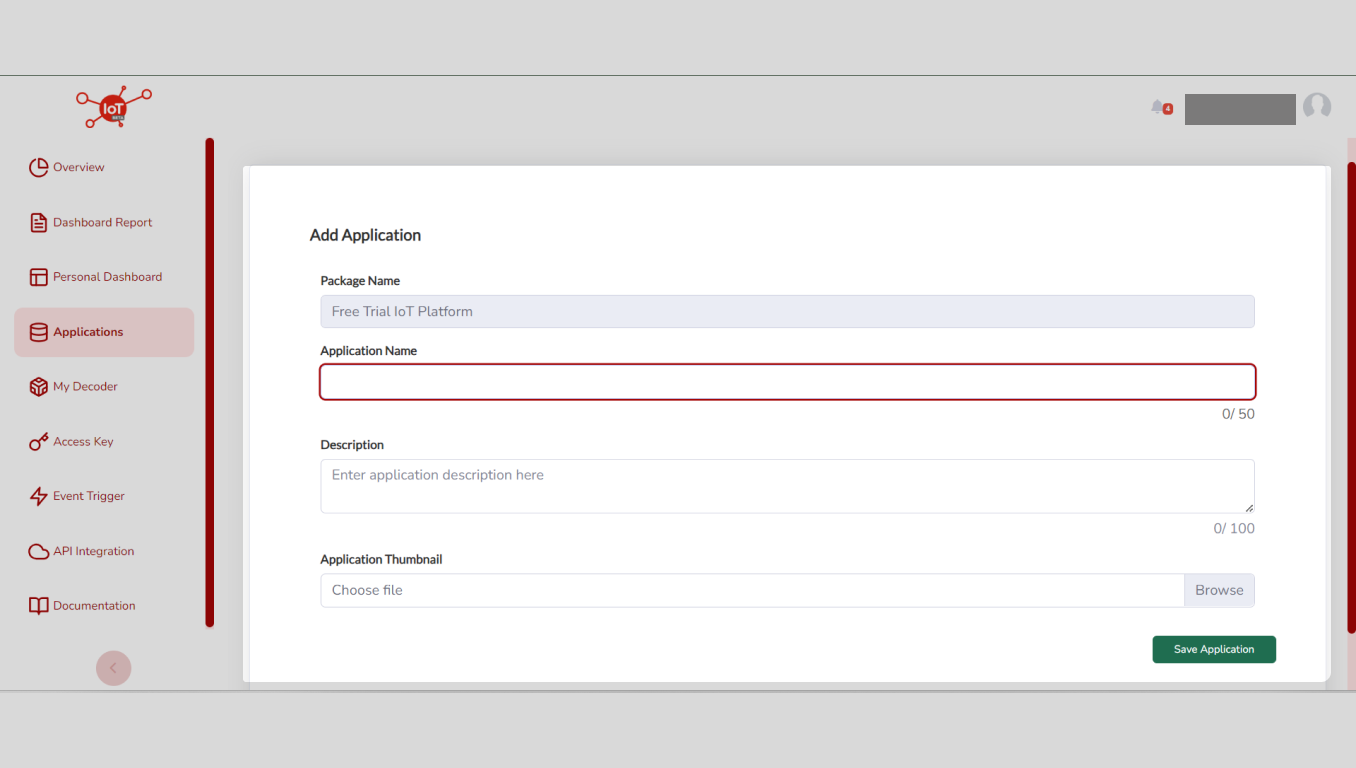 IoT
BETA
4
Overview
Dashboard Report
Personal Dashboard
Applications
My Decoder
Access Key
Event Trigger
API Integration
Documentation
Add Application
Package Name
Free Trial IoT Platform
Application Name
0/ 50
Description
Enter application description here
0/ 100
Application Thumbnail
Choose file
Browse
Save Application